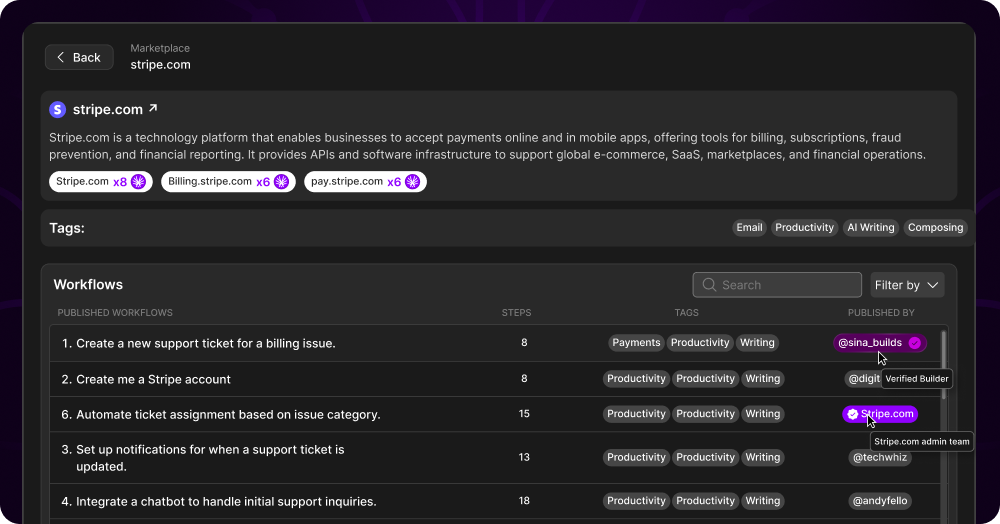 Back
Marketplace
stripe.com
S stripe.com
Stripe.com is a technology platform that enables businesses to accept payments online and in mobile apps, offering tools for billing, subscriptions, fraud
prevention, and financial reporting. It provides APIs and software infrastructure to support global e-commerce, SaaS, marketplaces, and financial operations.
Stripe.com x8 Billing.stripe.com x6 pay.stripe.com x6
Tags: Email Productivity AI Writing Composing
Workflows Search Filter by
PUBLISHED WORKFLOWS STEPS TAGS PUBLISHED BY
1. Create a new support ticket for a billing issue. 8 Payments Productivity Writing @sina_builds
2. Create me a Stripe account 8 Productivity Productivity Writing @digit
Verified Builder
6. Automate ticket assignment based on issue category. 15 Productivity Productivity Writing Stripe.com
Stripe.com admin team
3. Set up notifications for when a support ticket is
updated. 13 Productivity Productivity Writing @techwhiz
4. Integrate a chatbot to handle initial support inquiries. 18 Productivity Productivity Writing @andyfello